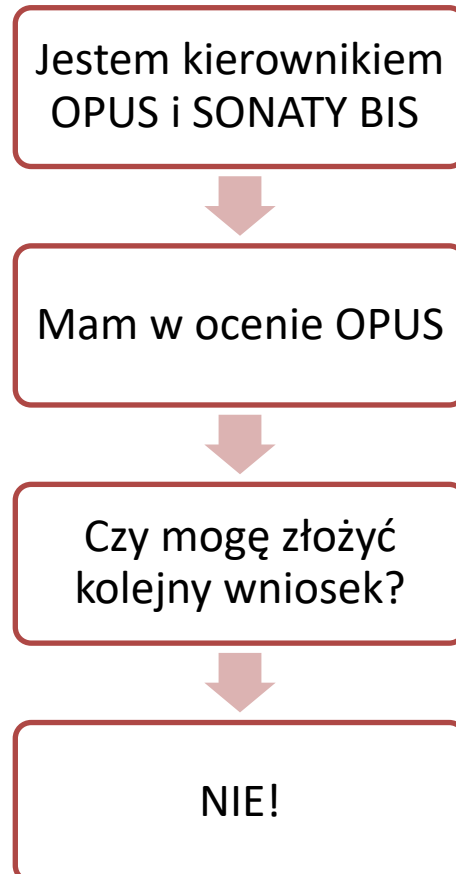 Jestem kierownikiem
OPUS i SONATY BIS
Mam w ocenie OPUS
Czy mogę złożyć
kolejny wniosek?
NIE!